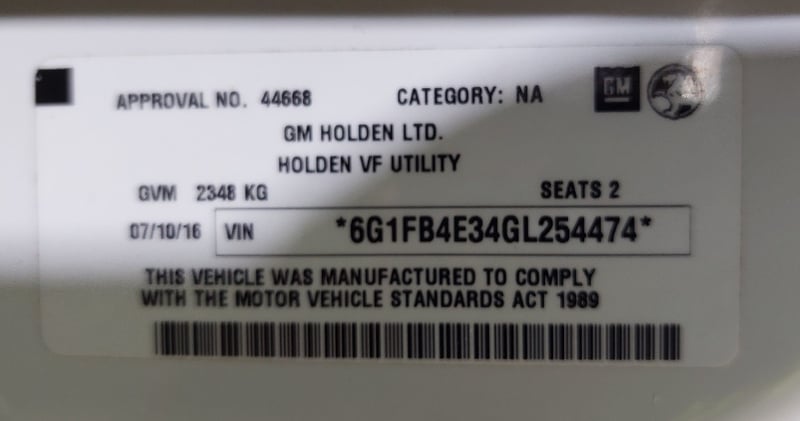 APPROVAL NO. 44668 CATEGORY: NA GM
GM HOLDEN LTD.
HOLDEN VF UTILITY
GVM 2348 KG SEATS 2
07/10/16 VIN *6G1FB4E34GL254474*
THIS VEHICLE WAS MANUFACTURED TO COMPLY
WITH THE MOTOR VEHICLE STANDARDS ACT 1989